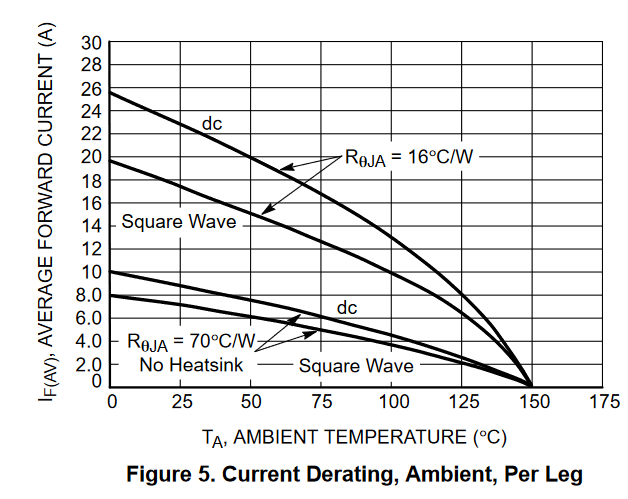 I_F(AV), AVERAGE FORWARD CURRENT (A)
30
28
26
24
22
20
18
16
14
12
10
8.0
6.0
4.0
2.0
0
dc
RθJA = 16°C/W
Square Wave
dc
RθJA = 70°C/W
No Heatsink
Square Wave
0 25 50 75 100 125 150 175
TA, AMBIENT TEMPERATURE (°C)
Figure 5. Current Derating, Ambient, Per Leg